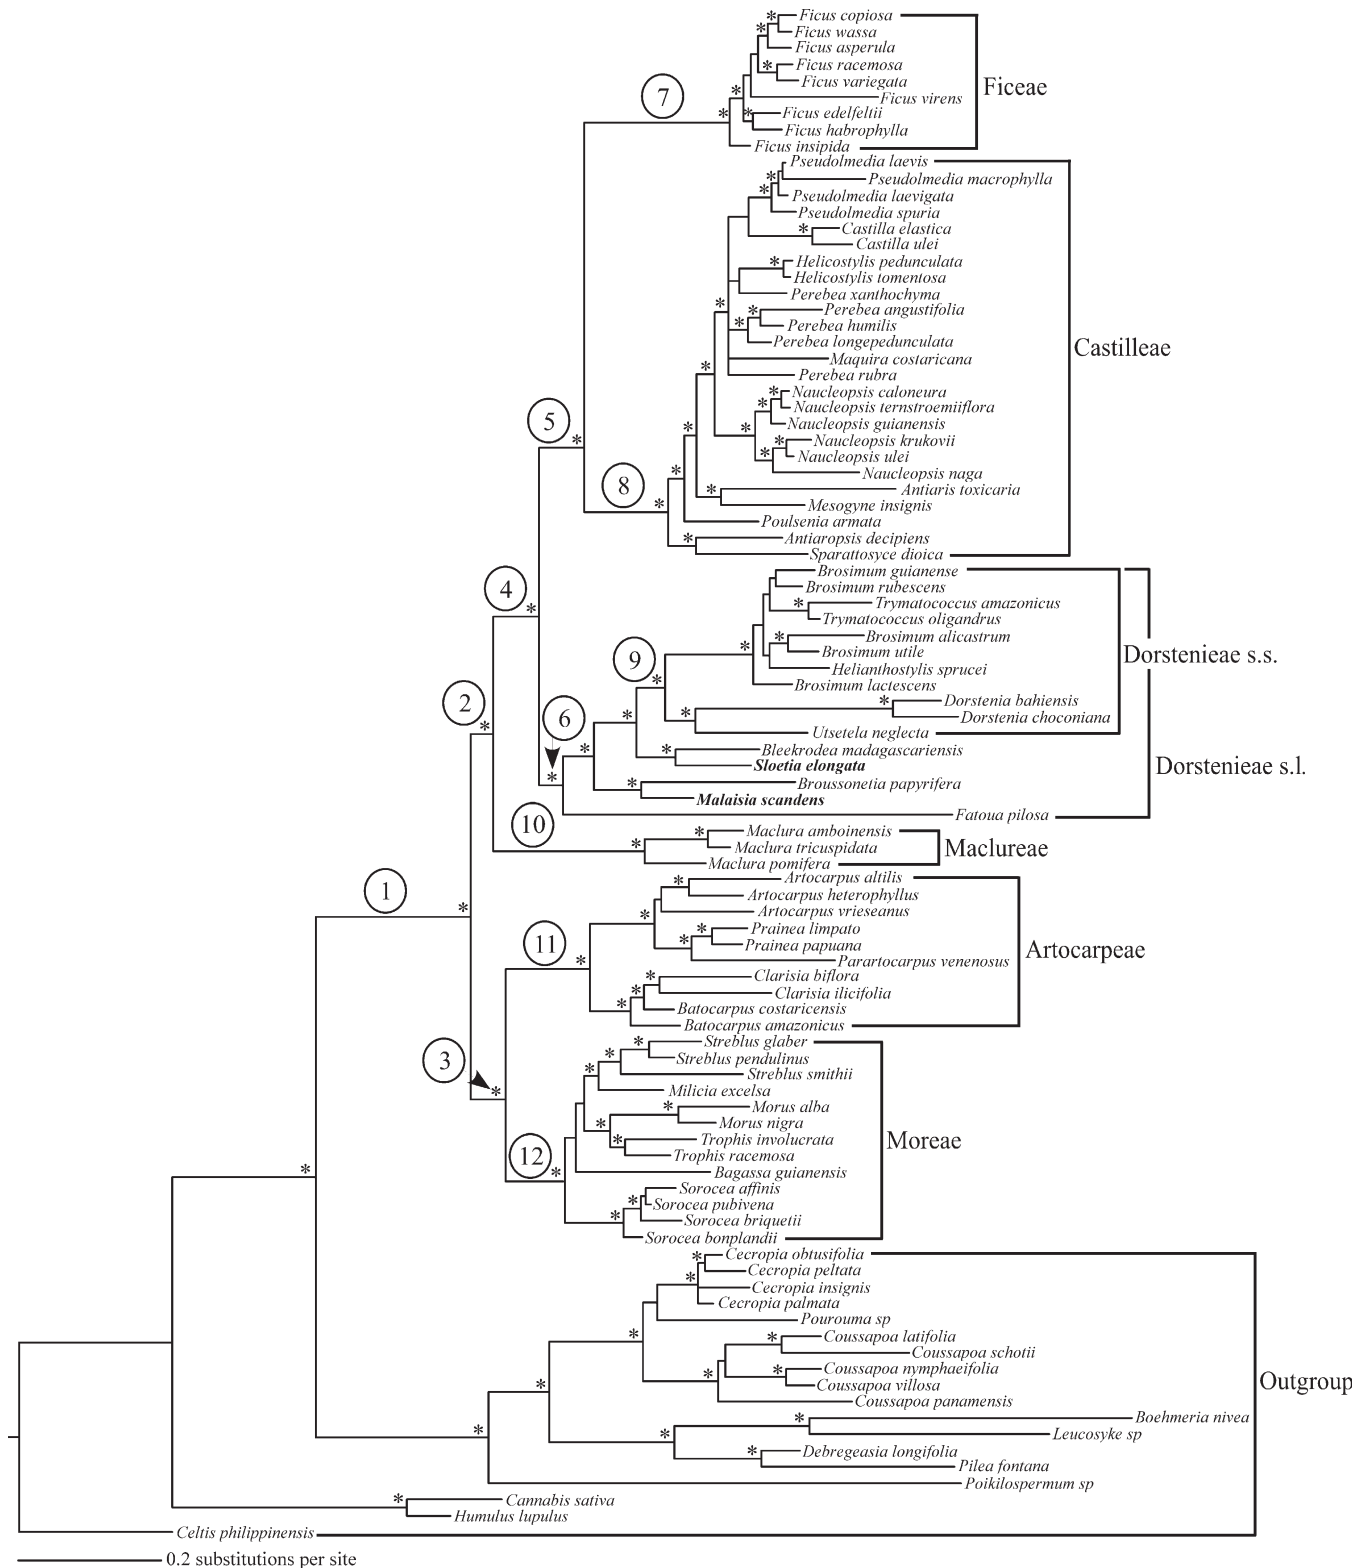 * Ficus copiosa
* Ficus wassa
Ficus asperula
* Ficus racemosa
Ficus variegata
Ficeae
7
* Ficus virens
* * Ficus edelfeltii
Ficus habrophylla
Ficus insipida
Pseudolmedia laevis
* Pseudolmedia macrophylla
* Pseudolmedia laevigata
Pseudolmedia spuria
* Castilla elastica
Castilla ulei
* Helicostylis pedunculata
Helicostylis tomentosa
Perebea xanthochyma
* * Perebea angustifolia
* Perebea humilis
Perebea longepedunculata
Castilleae
Maquira costaricana
* Perebea rubra
* Naucleopsis caloneura
* Naucleopsis ternstroemiiflora
5
* * * Naucleopsis guianensis
* * Naucleopsis krukovii
* Naucleopsis ulei
* Naucleopsis naga
8
* Antiaris toxicaria
* Mesogyne insignis
Poulsenia armata
* Antiaropsis decipiens
Sparattosyce dioica
Brosimum guianense
4
Brosimum rubescens
* * Trymatococcus amazonicus
Trymatococcus oligandrus
* Brosimum alicastrum
* Brosimum utile
Dorstenieae s.s.
9
* Helianthostylis sprucei
Brosimum lactescens
2
* Dorstenia bahiensis
6
* * Dorstenia choconiana
* Utsetela neglecta
* * Bleekrodea madagascariensis
Sloetia elongata
Dorstenieae s.l.
* * Broussonetia papyrifera
Malaisia scandens
Fatoua pilosa
10
* Maclura amboinensis
* Maclura tricuspidata
Maclureae
Maclura pomifera
1
* Artocarpus altilis
Artocarpus heterophyllus
* * Artocarpus vrieseanus
* Prainea limpato
11
* Prainea papuana
Artocarpeae
* Parartocarpus venenosus
* Clarisia biflora
* Clarisia ilicifolia
* Batocarpus costaricensis
Batocarpus amazonicus
* Streblus glaber
3
* Streblus pendulinus
* Streblus smithii
* Milicia excelsa
* Morus alba
* Morus nigra
* Trophis involucrata
Moreae
12
Trophis racemosa
* * Bagassa guianensis
Sorocea affinis
* Sorocea pubivena
* Sorocea briquetii
Sorocea bonplandii
* Cecropia obtusifolia
* Cecropia peltata
Cecropia insignis
Cecropia palmata
Pourouma sp
* * Coussapoa latifolia
Coussapoa schotii
* Coussapoa nymphaeifolia
* * Coussapoa villosa
Outgroup
Coussapoa panamensis
* Boehmeria nivea
* * Leucosyke sp
* Debregeasia longifolia
Pilea fontana
Poikilospermum sp
* Cannabis sativa
Humulus lupulus
Celtis philippinensis
0.2 substitutions per site